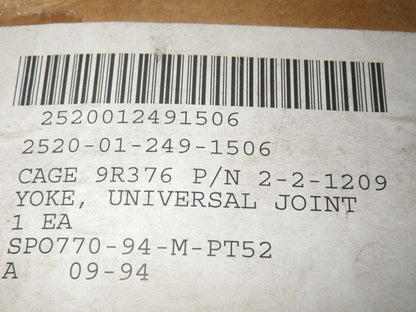 2520012491506
2520-01-249-1506
CAGE 9R376 P/N 2-2-1209
YOKE, UNIVERSAL JOINT
1 EA
SPO770-94-M-PT52
A 09-94